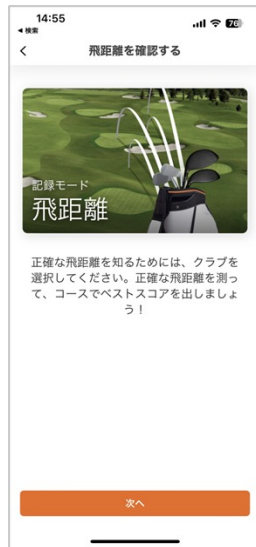 14:55
76
◀ 検索
飛距離を確認する
記録モード
飛距離
正確な飛距離を知るためには、クラブを
選択してください。正確な飛距離を測っ
て、コースでベストスコアを出しましょ
う！
次へ